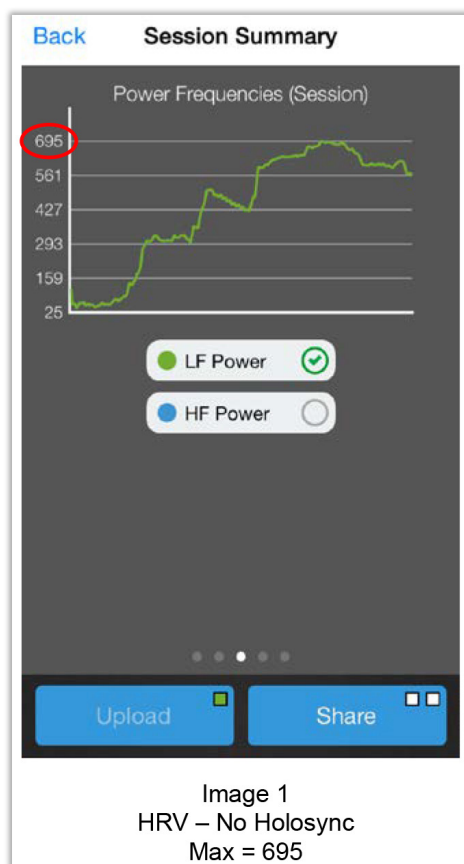 Back Session Summary
Power Frequencies (Session)
695
561
427
293
159
25
LF Power
HF Power
Upload Share
Image 1
HRV – No Holosync
Max = 695